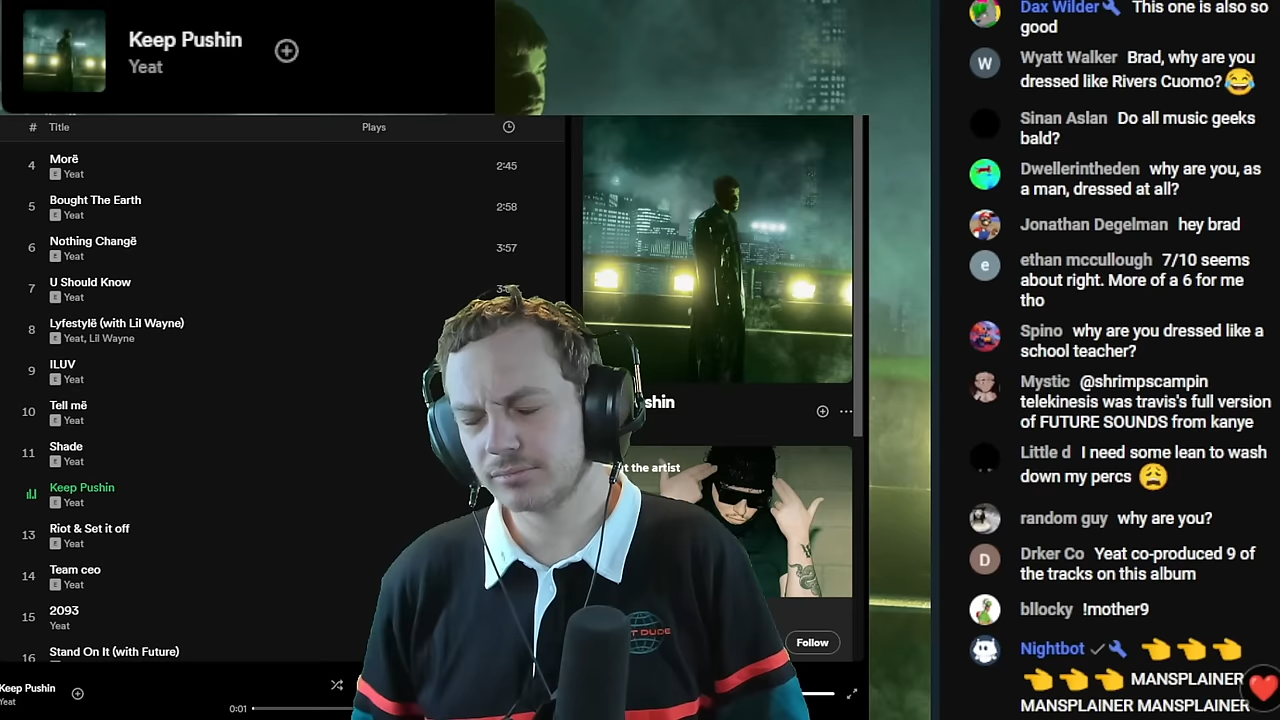 Keep Pushin
Yeat
# Title Plays
4 Morë 2:45
E Yeat
5 Bought The Earth 2:58
E Yeat
6 Nothing Changë 3:57
E Yeat
7 U Should Know
E Yeat
8 Lyfestylë (with Lil Wayne)
E Yeat, Lil Wayne
9 ILUV
E Yeat
10 Tell më
E Yeat
11 Shade
E Yeat
Keep Pushin
E Yeat
13 Riot & Set it off
E Yeat
14 Team ceo
E Yeat
15 2093
Yeat
16 Stand On It (with Future)
shin
t the artist
Follow
T DUDE
Keep Pushin
Yeat
0:01
Dax Wilder This one is also so
good
W Wyatt Walker Brad, why are you
dressed like Rivers Cuomo? 😂
Sinan Aslan Do all music geeks
bald?
Dwellerintheden why are you, as
a man, dressed at all?
Jonathan Degelman hey brad
e ethan mccullough 7/10 seems
about right. More of a 6 for me
tho
Spino why are you dressed like a
school teacher?
Mystic @shrimpscampin
telekinesis was travis's full version
of FUTURE SOUNDS from kanye
Little d I need some lean to wash
down my percs 😩
random guy why are you?
D Drker Co Yeat co-produced 9 of
the tracks on this album
bllocky !mother9
Nightbot 👈 👈 👈
👈 👈 👈 MANSPLAINER
MANSPLAINER MANSPLAINER